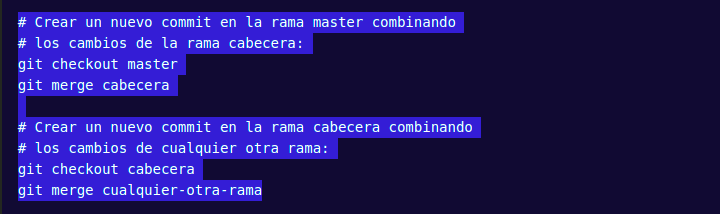 # Crear un nuevo commit en la rama master combinando
# los cambios de la rama cabecera:
git checkout master
git merge cabecera

# Crear un nuevo commit en la rama cabecera combinando
# los cambios de cualquier otra rama:
git checkout cabecera
git merge cualquier-otra-rama